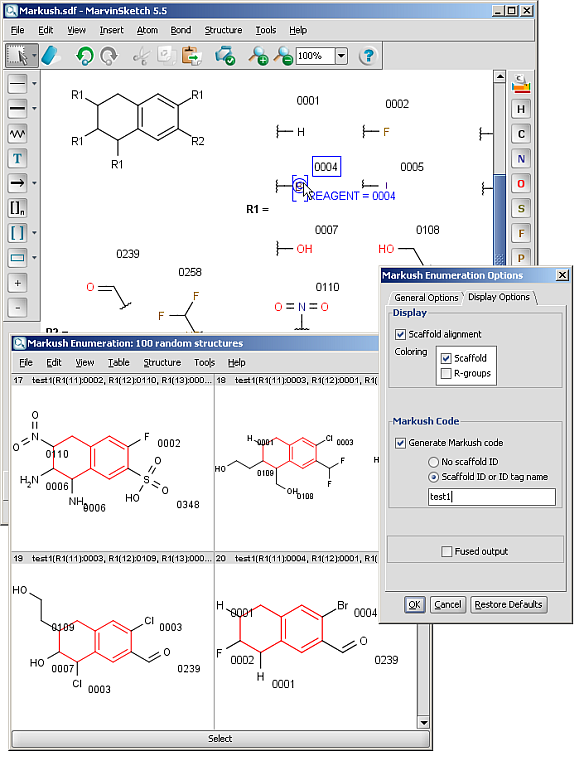 Markush.sdf - MarvinSketch 5.5
File Edit View Insert Atom Bond Structure Tools Help
100% ?
T
[ ]n
[ ]
+
-
H
C
N
O
S
F
P
R1 R1
R1 R2
R1
0001 0002
H F
0004 0005
I
REAGENT = 0004
R1 =
0007 0108
OH HO
0239 0258 0110
O F O N O
F
Markush Enumeration Options
General Options Display Options
Display
Scaffold alignment
Coloring Scaffold
R-groups
Markush Code
Generate Markush code
No scaffold ID
Scaffold ID or ID tag name
test1
Fused output
OK Cancel Restore Defaults
Markush Enumeration: 100 random structures
File Edit View Table Structure Tools Help
17 test1(R1(11):0002, R1(12):0110, R1(13):000...
O N O
0110
F 0002
H2N 0006
NH2 0006
O S O HO
0348
18 test1(R1(11):0003, R1(12):0001, R1
H 0001
Cl 0003
HO 0109
F F
OH 0108
19 test1(R1(11):0003, R1(12):0109, R1(13):000...
HO
0109
Cl 0003
HO 0007
O 0239
Cl 0003
20 test1(R1(11):0004, R1(12):0001, R1
H 0001
Br 0004
F 0002
O 0239
H 0001
Select